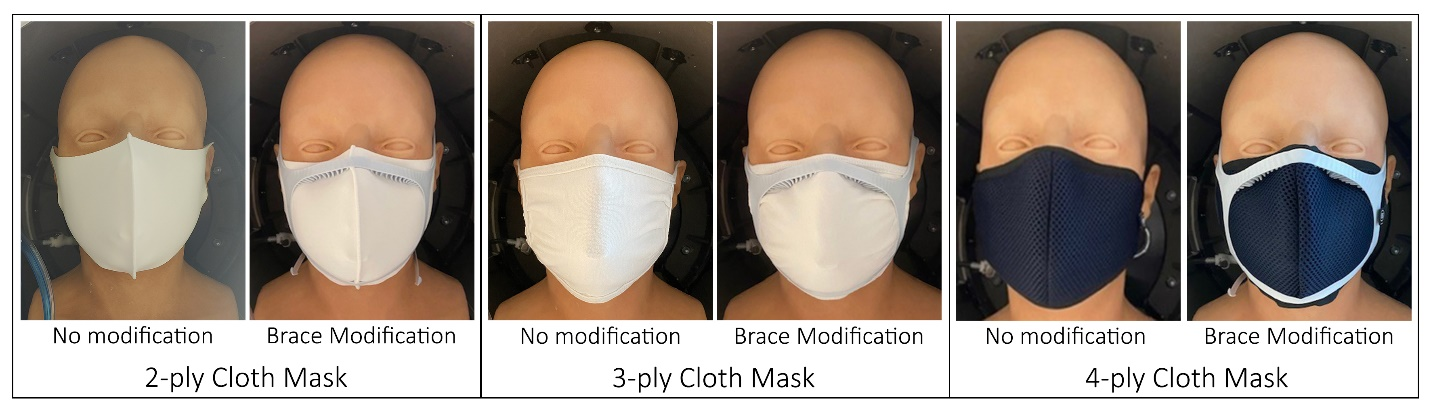 No modification
Brace Modification
2-ply Cloth Mask
No modification
Brace Modification
3-ply Cloth Mask
No modification
Brace Modification
4-ply Cloth Mask